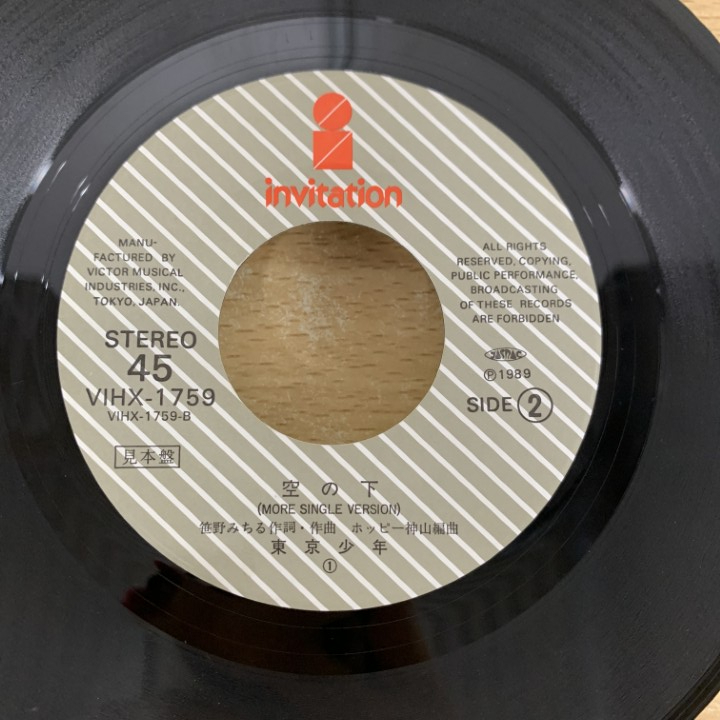 invitation
MANU-
FACTURED BY
VICTOR MUSICAL
INDUSTRIES, INC.,
TOKYO, JAPAN.
ALL RIGHTS
RESERVED, COPYING,
PUBLIC PERFORMANCE,
BROADCASTING
OF THESE RECORDS
ARE FORBIDDEN
STEREO
45
VIHX-1759
VIHX-1759-B
JASRAC
Ⓟ1989
SIDE ②
見本盤
空の下
(MORE SINGLE VERSION)
笹野みちる作詞・作曲 ホッピー神山編曲
東京少年
①